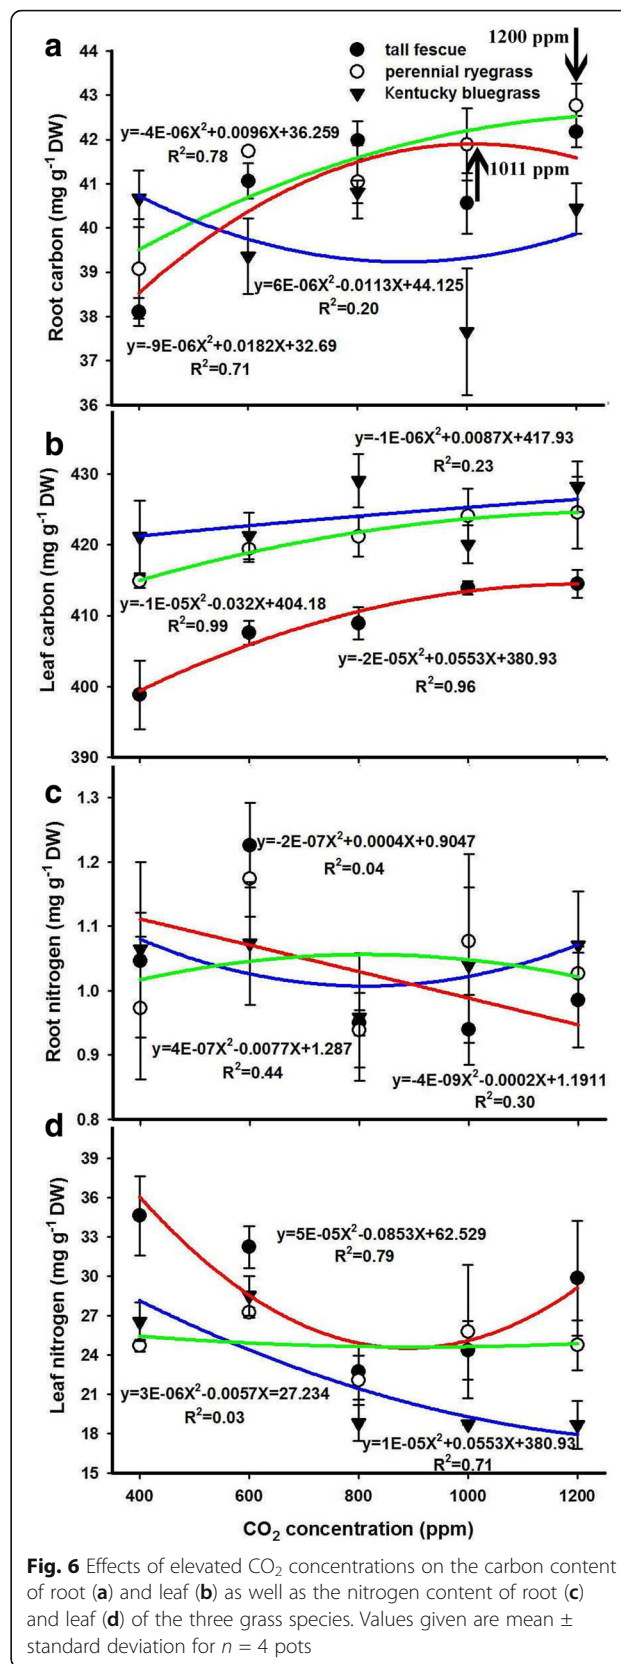 a
1200 ppm
tall fescue
perennial ryegrass
Kentucky bluegrass
y=-4E-06X²+0.0096X+36.259
R²=0.78
1011 ppm
y=6E-06X²-0.0113X+44.125
R²=0.20
y=-9E-06X²+0.0182X+32.69
R²=0.71
Root carbon (mg g⁻¹ DW)
44
43
42
41
40
39
38
37
36
b
y=-1E-06X²+0.0087X+417.93
R²=0.23
y=-1E-05X²-0.032X+404.18
R²=0.99
y=-2E-05X²+0.0553X+380.93
R²=0.96
Leaf carbon (mg g⁻¹ DW)
430
420
410
400
390
c
y=-2E-07X²+0.0004X+0.9047
R²=0.04
y=4E-07X²-0.0077X+1.287
R²=0.44
y=-4E-09X²-0.0002X+1.1911
R²=0.30
Root nitrogen (mg g⁻¹ DW)
1.3
1.2
1.1
1.0
0.9
0.8
d
y=5E-05X²-0.0853X+62.529
R²=0.79
y=3E-06X²-0.0057X=27.234
R²=0.03
y=1E-05X²+0.0553X+380.93
R²=0.71
Leaf nitrogen (mg g⁻¹ DW)
39
36
33
30
27
24
21
18
15
400 600 800 1000 1200
CO₂ concentration (ppm)
Fig. 6 Effects of elevated CO₂ concentrations on the carbon content
of root (a) and leaf (b) as well as the nitrogen content of root (c)
and leaf (d) of the three grass species. Values given are mean ±
standard deviation for n = 4 pots